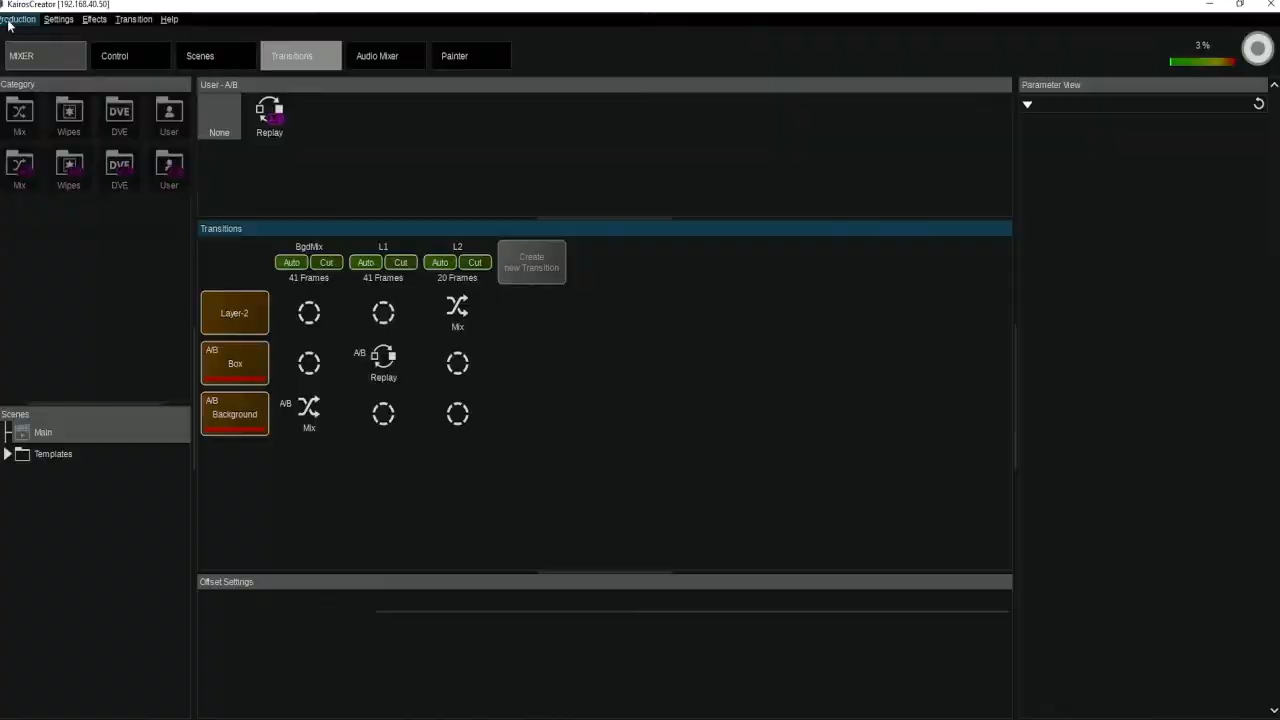 KairosCreator [192.168.40.50]
roduction Settings Effects Transition Help
MIXER Control Scenes Transitions Audio Mixer Painter
3 %
Category
Mix Wipes DVE User
Mix Wipes DVE User
User - A/B
None Replay
Parameter View
Transitions
BgdMix L1 L2
Auto Cut Auto Cut Auto Cut
41 Frames 41 Frames 20 Frames
Create
new Transition
Layer-2
Mix
A/B
Box
A/B
Replay
A/B
Background
A/B
Mix
Scenes
Main
Templates
Offset Settings